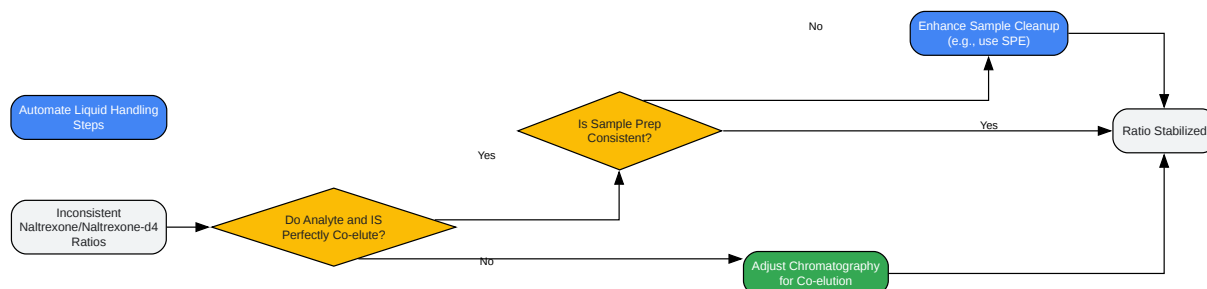 No
Enhance Sample Cleanup
(e.g., use SPE)
Automate Liquid Handling
Steps
Is Sample Prep
Consistent?
Yes
Ratio Stabilized
Yes
Inconsistent
Naltrexone/Naltrexone-d4
Ratios
Do Analyte and IS
Perfectly Co-elute?
No
Adjust Chromatography
for Co-elution